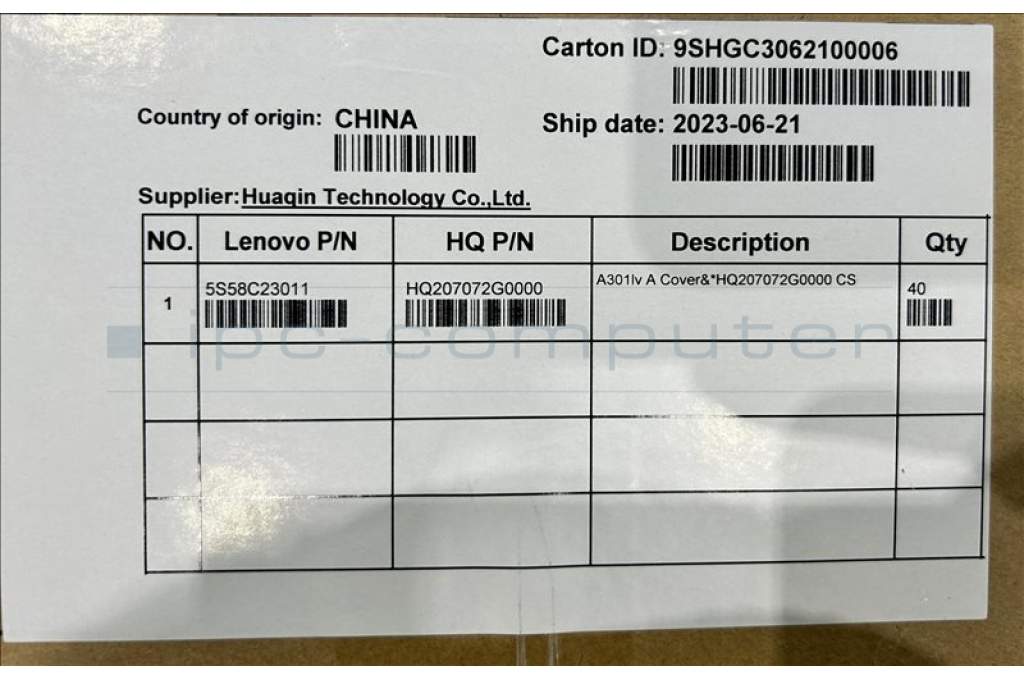 Carton ID: 9SHGC3062100006
Country of origin: CHINA
Ship date: 2023-06-21
Supplier:Huaqin Technology Co.,Ltd.
NO. Lenovo P/N HQ P/N Description Qty
1 5S58C23011 HQ207072G0000 A301lv A Cover&*HQ207072G0000 CS 40
ipc-computer